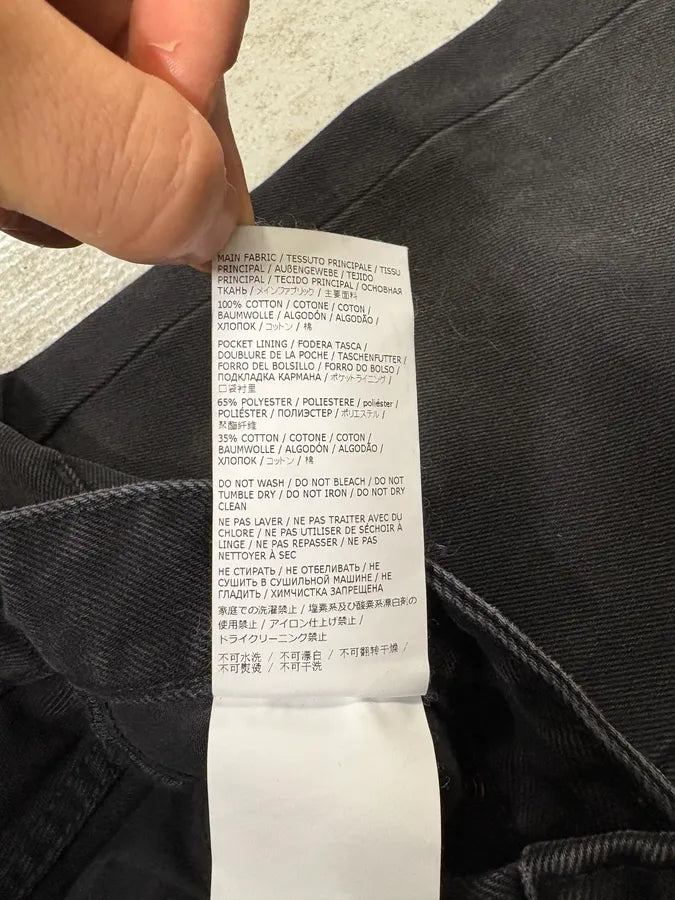 MAIN FABRIC / TESSUTO PRINCIPALE / TISSU
PRINCIPAL / AUßENGEWEBE / TEJIDO
PRINCIPAL / TECIDO PRINCIPAL / ОСНОВНАЯ
ТКАНЬ / メインファブリック / 主要面料
100% COTTON / COTONE / COTON /
BAUMWOLLE / ALGODÓN / ALGODÃO /
ХЛОПОК / コットン / 棉
POCKET LINING / FODERA TASCA /
DOUBLURE DE LA POCHE / TASCHENFUTTER /
FORRO DEL BOLSILLO / FORRO DO BOLSO /
ПОДКЛАДКА КАРМАНА / ポケットライニング /
口袋衬里
65% POLYESTER / POLIESTERE / poliéster /
POLIÉSTER / ПОЛИЭСТЕР / ポリエステル /
聚酯纤维
35% COTTON / COTONE / COTON /
BAUMWOLLE / ALGODÓN / ALGODÃO /
ХЛОПОК / コットン / 棉
DO NOT WASH / DO NOT BLEACH / DO NOT
TUMBLE DRY / DO NOT IRON / DO NOT DRY
CLEAN
NE PAS LAVER / NE PAS TRAITER AVEC DU
CHLORE / NE PAS UTILISER DE SÉCHOIR À
LINGE / NE PAS REPASSER / NE PAS
NETTOYER À SEC
НЕ СТИРАТЬ / НЕ ОТБЕЛИВАТЬ / НЕ
СУШИТЬ В СУШИЛЬНОЙ МАШИНЕ / НЕ
ГЛАДИТЬ / ХИМЧИСТКА ЗАПРЕЩЕНА
家庭での洗濯禁止 / 塩素系及び酸素系漂白剤の
使用禁止 / アイロン仕上げ禁止 /
ドライクリーニング禁止
不可水洗 / 不可漂白 / 不可翻转干燥 /
不可熨烫 / 不可干洗